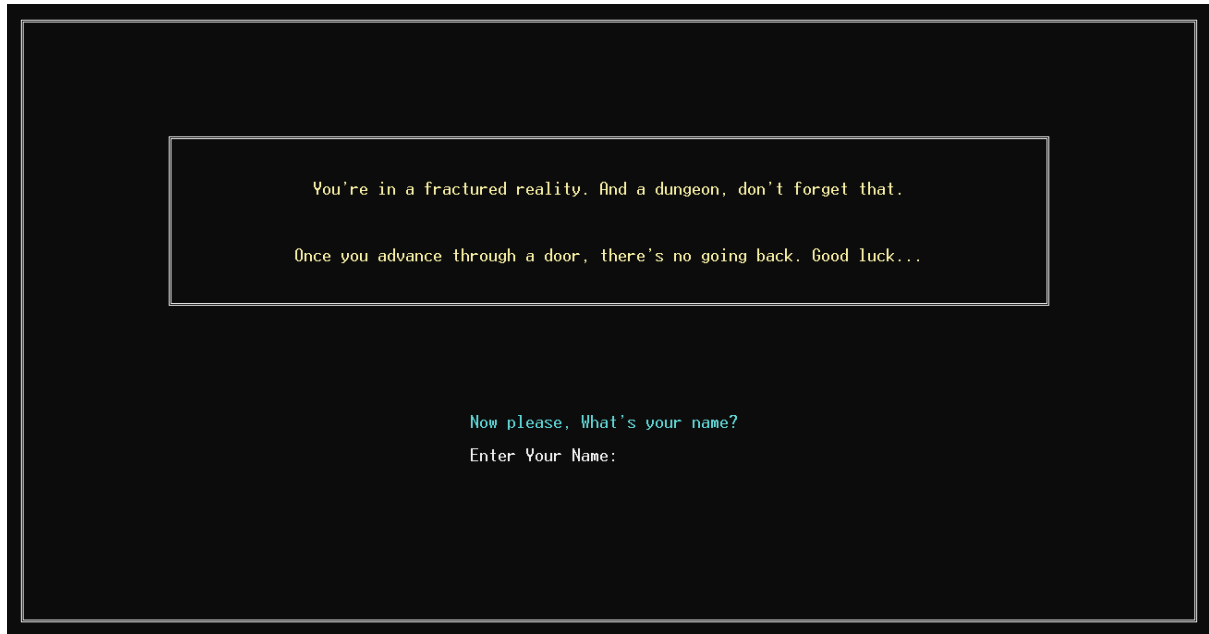 You're in a fractured reality. And a dungeon, don't forget that.
Once you advance through a door, there's no going back. Good luck...
Now please, What's your name?
Enter Your Name: